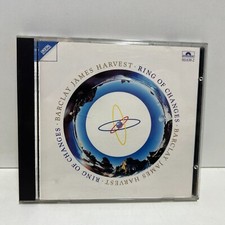 BARCLAY JAMES HARVEST · RING OF CHANGES · BARCLAY JAMES HARVEST · RING OF CHANGES ·